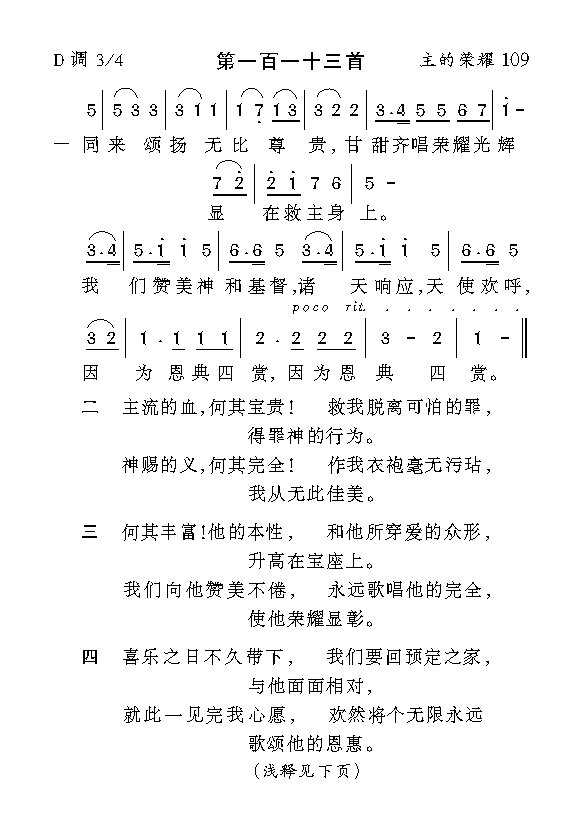 D 调 3/4 第一百一十三首 主的荣耀 109
5 | 5 3 3 | 3 1 1 | 1 7 1 3 | 3 2 2 | 3·4 5 5 6 7 | i -
一 同来 颂扬 无比 尊 贵, 甘 甜齐唱荣耀光辉
7 2 | 2 i 7 6 | 5 -
显 在救主身 上。
3·4 | 5·i i 5 | 6·6 5 3·4 | 5·i i 5 | 6·6 5
我 们赞美神 和基督,诸 天响应,天 使欢呼,
poco rit. . . . . . . .
3 2 | 1 · 1 1 1 | 2 · 2 2 2 | 3 - 2 | 1 - ‖
因 为 恩典四 赏, 因为恩 典 四 赏。
二 主流的血,何其宝贵! 救我脱离可怕的罪,
得罪神的行为。
神赐的义,何其完全! 作我衣袍毫无污玷,
我从无此佳美。
三 何其丰富!他的本性, 和他所穿爱的众形,
升高在宝座上。
我们向他赞美不倦, 永远歌唱他的完全,
使他荣耀显彰。
四 喜乐之日不久带下, 我们要回预定之家,
与他面面相对,
就此一见完我心愿, 欢然将个无限永远
歌颂他的恩惠。
(浅释见下页)